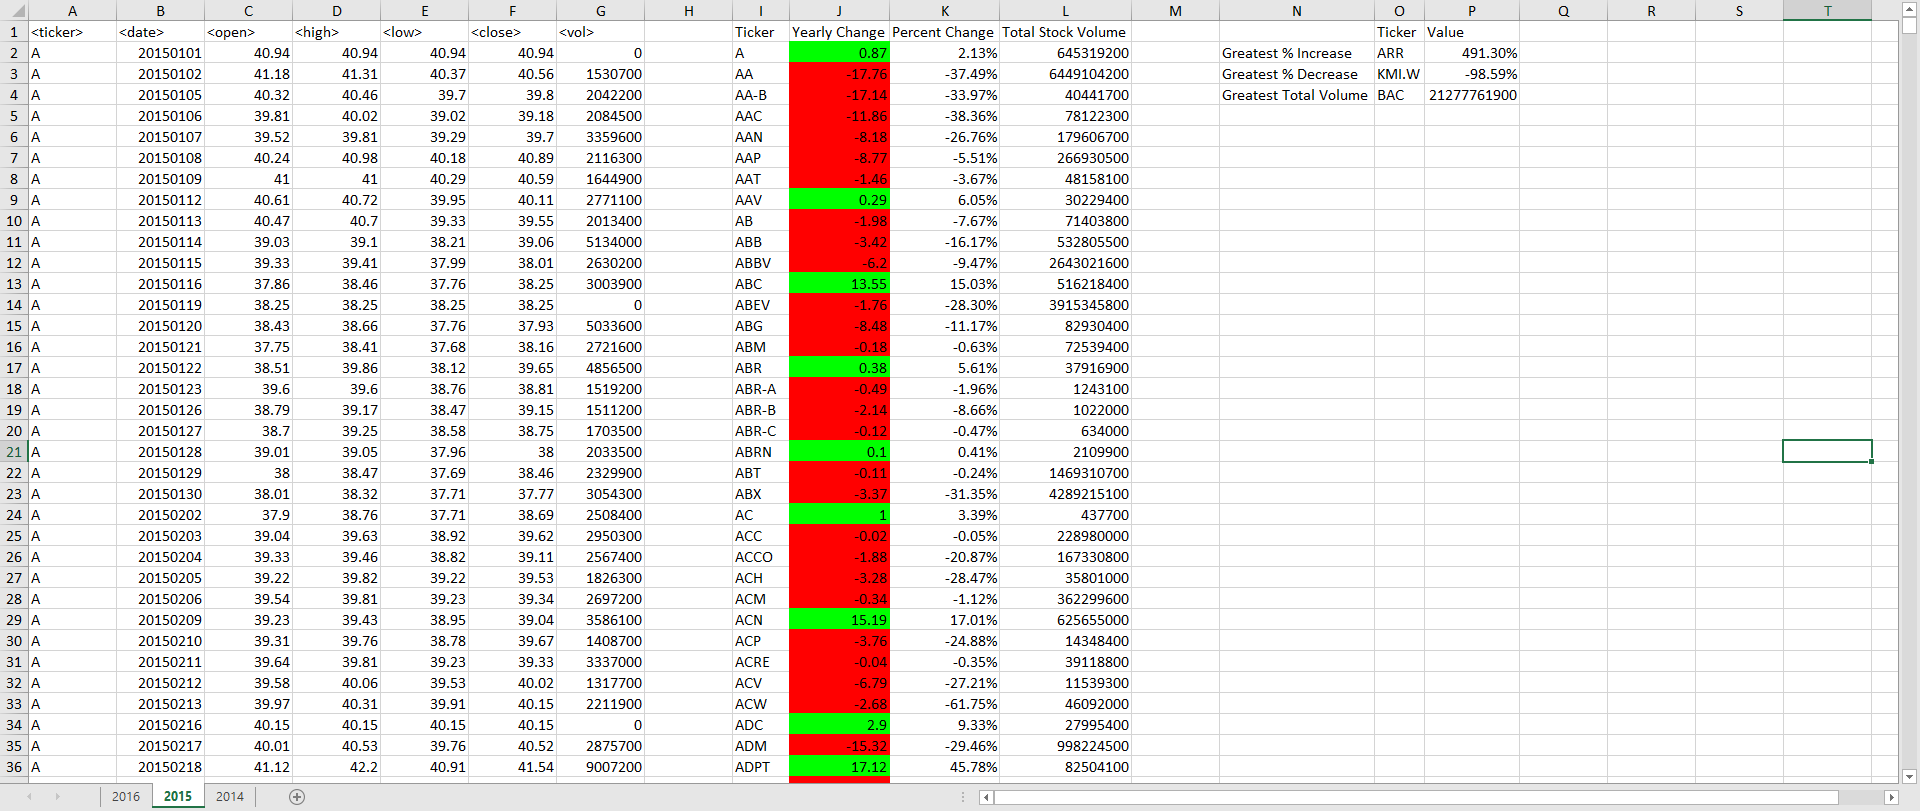 A B C D E F G H I J K L M N O P Q R S T
1 <ticker> <date> <open> <high> <low> <close> <vol> Ticker Yearly Change Percent Change Total Stock Volume Ticker Value
2 A 20150101 40.94 40.94 40.94 40.94 0 A 0.87 2.13% 645319200 Greatest % Increase ARR 491.30%
3 A 20150102 41.18 41.31 40.37 40.56 1530700 AA -17.76 -37.49% 6449104200 Greatest % Decrease KMI.W -98.59%
4 A 20150105 40.32 40.46 39.7 39.8 2042200 AA-B -17.14 -33.97% 40441700 Greatest Total Volume BAC 21277761900
5 A 20150106 39.81 40.02 39.02 39.18 2084500 AAC -11.86 -38.36% 78122300
6 A 20150107 39.52 39.81 39.29 39.7 3359600 AAN -8.18 -26.76% 179606700
7 A 20150108 40.24 40.98 40.18 40.89 2116300 AAP -8.77 -5.51% 266930500
8 A 20150109 41 41 40.29 40.59 1644900 AAT -1.46 -3.67% 48158100
9 A 20150112 40.61 40.72 39.95 40.11 2771100 AAV 0.29 6.05% 30229400
10 A 20150113 40.47 40.7 39.33 39.55 2013400 AB -1.98 -7.67% 71403800
11 A 20150114 39.03 39.1 38.21 39.06 5134000 ABB -3.42 -16.17% 532805500
12 A 20150115 39.33 39.41 37.99 38.01 2630200 ABBV -6.2 -9.47% 2643021600
13 A 20150116 37.86 38.46 37.76 38.25 3003900 ABC 13.55 15.03% 516218400
14 A 20150119 38.25 38.25 38.25 38.25 0 ABEV -1.76 -28.30% 3915345800
15 A 20150120 38.43 38.66 37.76 37.93 5033600 ABG -8.48 -11.17% 82930400
16 A 20150121 37.75 38.41 37.68 38.16 2721600 ABM -0.18 -0.63% 72539400
17 A 20150122 38.51 39.86 38.12 39.65 4856500 ABR 0.38 5.61% 37916900
18 A 20150123 39.6 39.6 38.76 38.81 1519200 ABR-A -0.49 -1.96% 1243100
19 A 20150126 38.79 39.17 38.47 39.15 1511200 ABR-B -2.14 -8.66% 1022000
20 A 20150127 38.7 39.25 38.58 38.75 1703500 ABR-C -0.12 -0.47% 634000
21 A 20150128 39.01 39.05 37.96 38 2033500 ABRN 0.1 0.41% 2109900
22 A 20150129 38 38.47 37.69 38.46 2329900 ABT -0.11 -0.24% 1469310700
23 A 20150130 38.01 38.32 37.71 37.77 3054300 ABX -3.37 -31.35% 4289215100
24 A 20150202 37.9 38.76 37.71 38.69 2508400 AC 1 3.39% 437700
25 A 20150203 39.04 39.63 38.92 39.62 2950300 ACC -0.02 -0.05% 228980000
26 A 20150204 39.33 39.46 38.82 39.11 2567400 ACCO -1.88 -20.87% 167330800
27 A 20150205 39.22 39.82 39.22 39.53 1826300 ACH -3.28 -28.47% 35801000
28 A 20150206 39.54 39.81 39.23 39.34 2697200 ACM -0.34 -1.12% 362299600
29 A 20150209 39.23 39.43 38.95 39.04 3586100 ACN 15.19 17.01% 625655000
30 A 20150210 39.31 39.76 38.78 39.67 1408700 ACP -3.76 -24.88% 14348400
31 A 20150211 39.64 39.81 39.23 39.33 3337000 ACRE -0.04 -0.35% 39118800
32 A 20150212 39.58 40.06 39.53 40.02 1317700 ACV -6.79 -27.21% 11539300
33 A 20150213 39.97 40.31 39.91 40.15 2211900 ACW -2.68 -61.75% 46092000
34 A 20150216 40.15 40.15 40.15 40.15 0 ADC 2.9 9.33% 27995400
35 A 20150217 40.01 40.53 39.76 40.52 2875700 ADM -15.32 -29.46% 998224500
36 A 20150218 41.12 42.2 40.91 41.54 9007200 ADPT 17.12 45.78% 82504100
2016 2015 2014